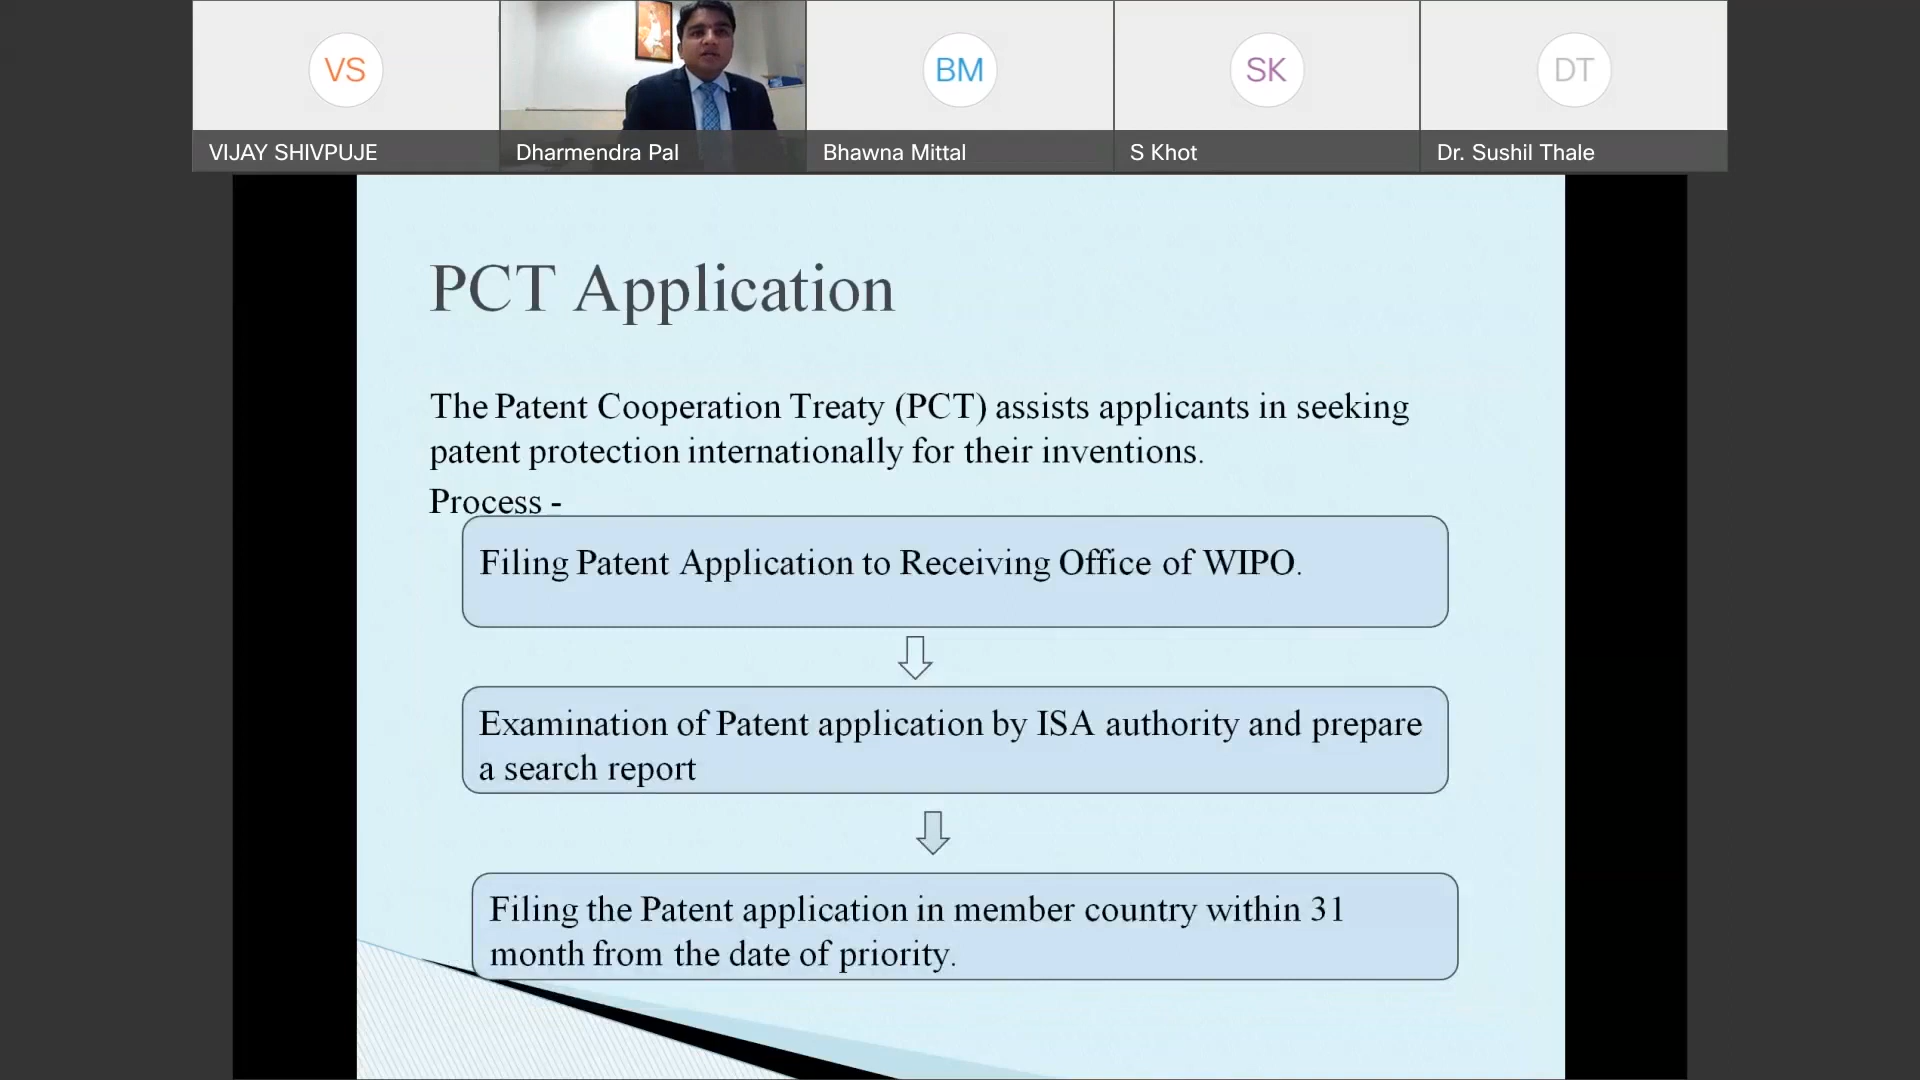 VS
BM
SK
DT
VIJAY SHIVPUJE
Dharmendra Pal
Bhawna Mittal
S Khot
Dr. Sushil Thale
PCT Application
The Patent Cooperation Treaty (PCT) assists applicants in seeking
patent protection internationally for their inventions.
Process -
Filing Patent Application to Receiving Office of WIPO.
Examination of Patent application by ISA authority and prepare
a search report
Filing the Patent application in member country within 31
month from the date of priority.